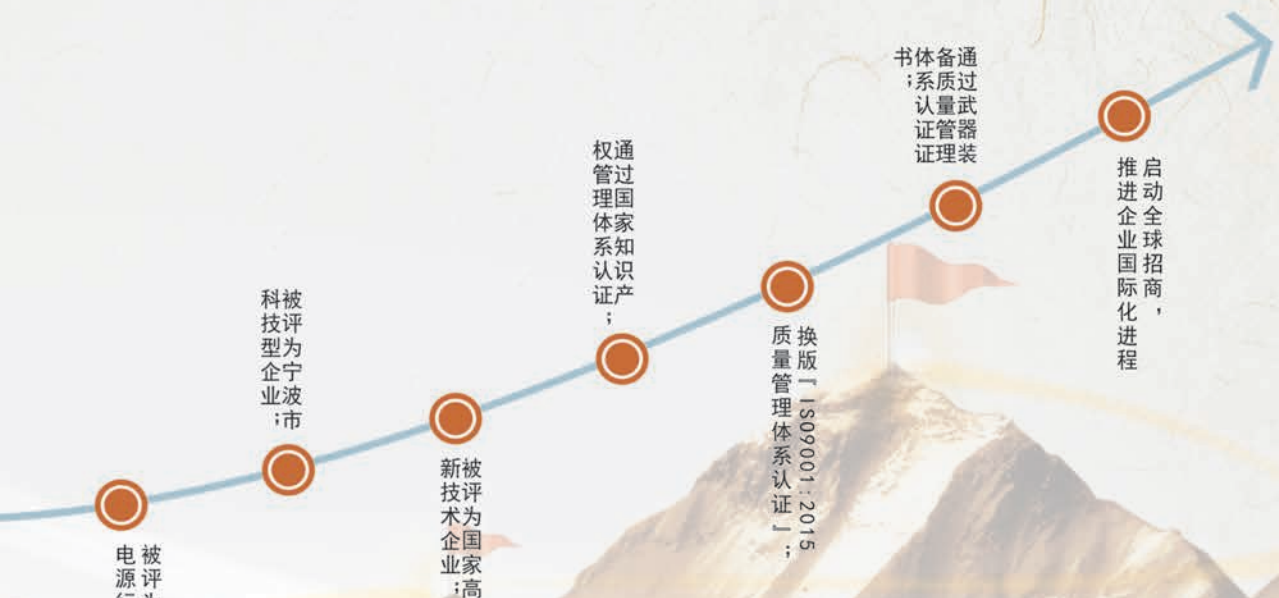 被评为
电源行
被评为宁波市
科技型企业；
被评为国家高
新技术企业；
通过国家知识产
权管理体系认证；
换版『ISO9001:2015
质量管理体系认证』；
通过武器装
备质量管理
体系认证证
书；
启动全球招商，
推进企业国际化进程